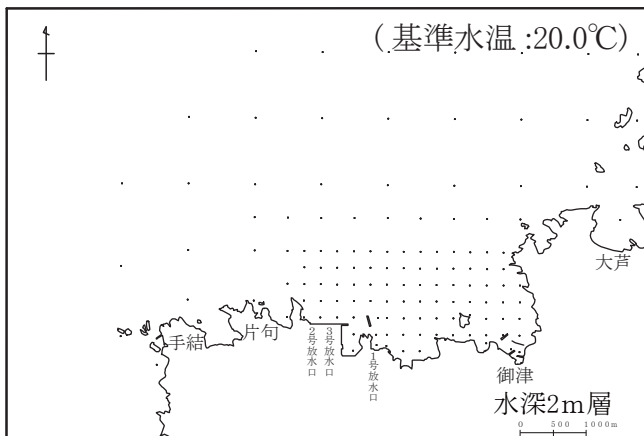 (基準水温:20.0℃)
大芦
手結
片句
2号放水口
3号放水口
1号放水口
御津
水深2m層
0 500 1000m